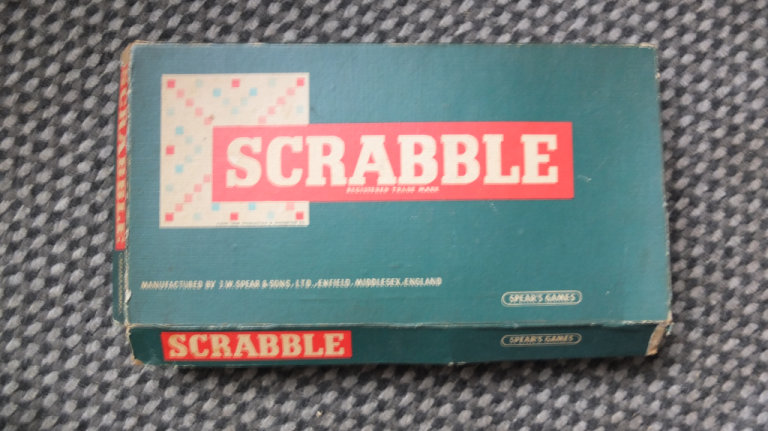 SCRABBLE
REGISTERED TRADE MARK
MANUFACTURED BY J.W. SPEAR & SONS, LTD., ENFIELD, MIDDLESEX, ENGLAND
SPEAR'S GAMES
SCRABBLE
SPEAR'S GAMES
SCRABBLE